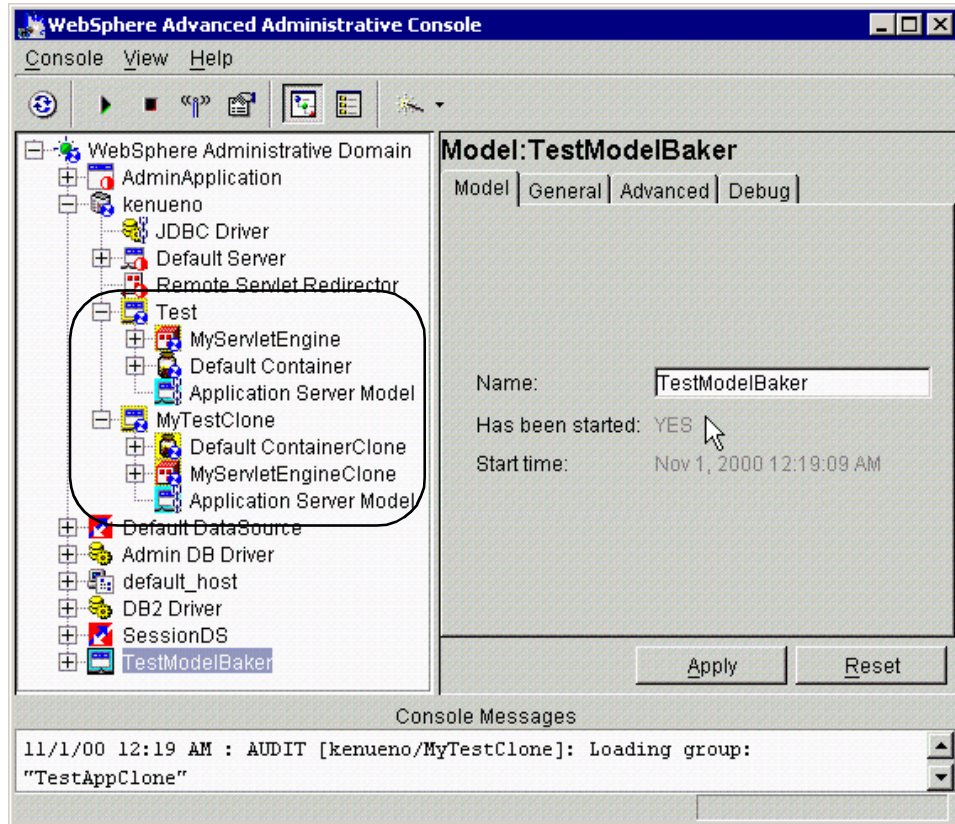 WebSphere Advanced Administrative Console
Console View Help
WebSphere Administrative Domain
AdminApplication
kenueno
JDBC Driver
Default Server
Remote Servlet Redirector
Test
MyServletEngine
Default Container
Application Server Model
MyTestClone
Default ContainerClone
MyServletEngineClone
Application Server Model
Default DataSource
Admin DB Driver
default_host
DB2 Driver
SessionDS
TestModelBaker
Model:TestModelBaker
Model General Advanced Debug
Name: TestModelBaker
Has been started: YES
Start time: Nov 1, 2000 12:19:09 AM
Apply Reset
Console Messages
11/1/00 12:19 AM : AUDIT [kenueno/MyTestClone]: Loading group:
"TestAppClone"